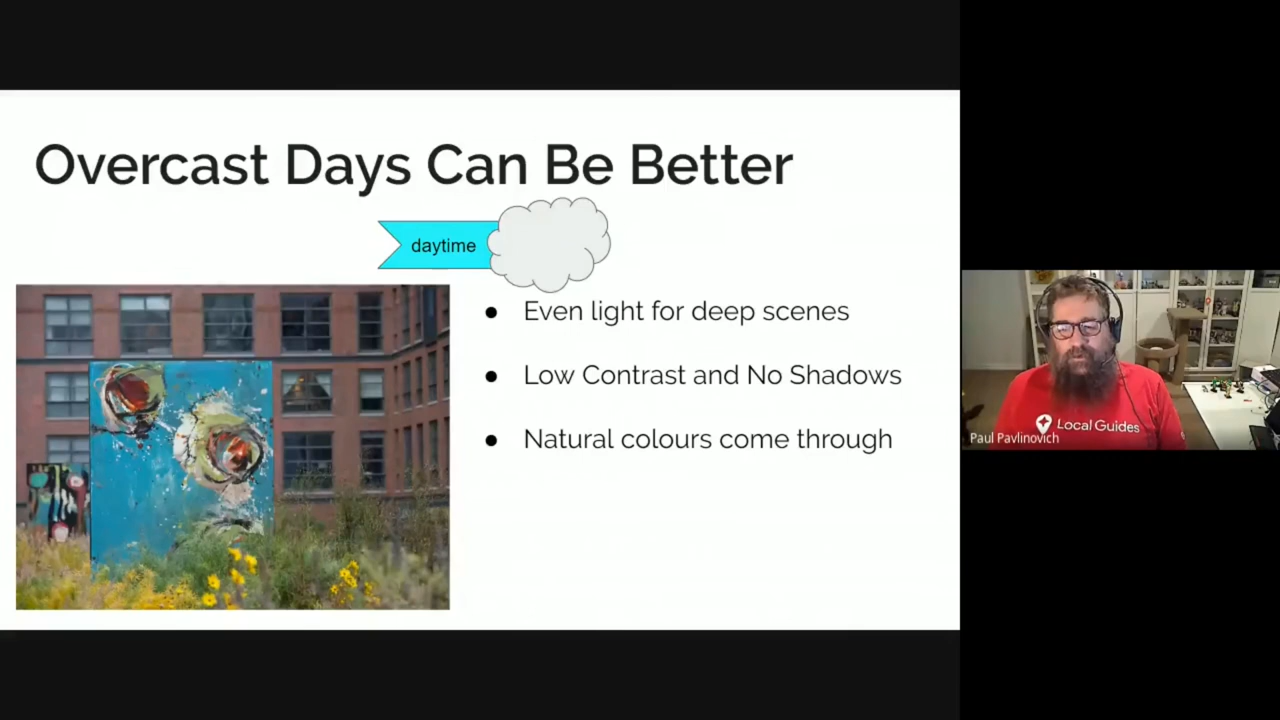 Overcast Days Can Be Better
daytime
● Even light for deep scenes
● Low Contrast and No Shadows
● Natural colours come through
Local Guides
Paul Pavlinovich